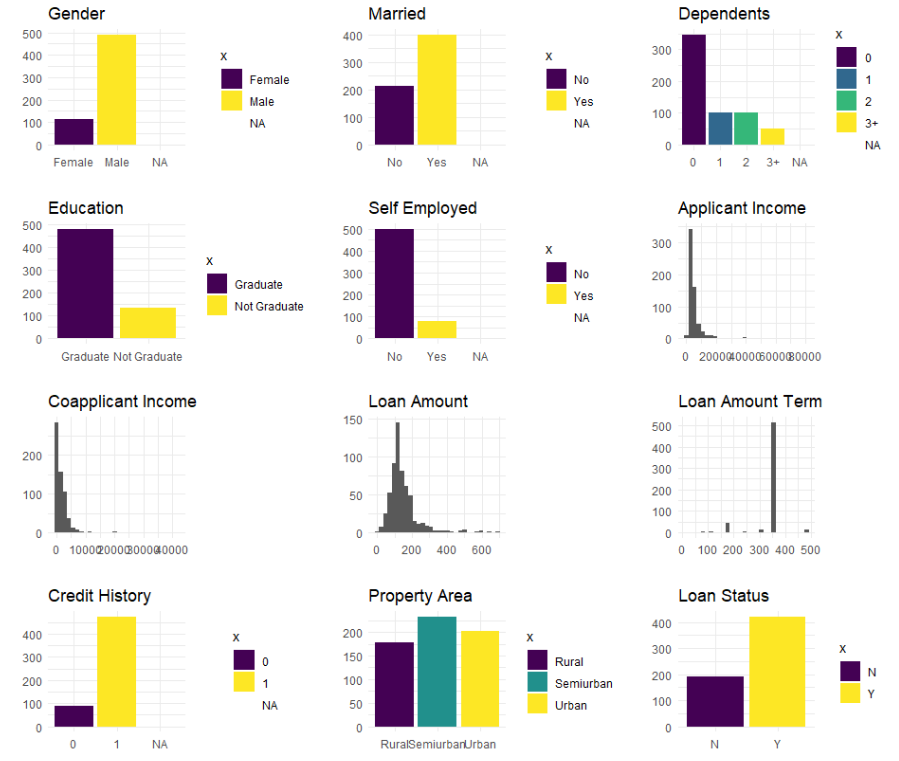 Gender
500
400
300
200
100
0
Female Male NA
x
Female
Male
NA
Married
400
300
200
100
0
No Yes NA
x
No
Yes
NA
Dependents
300
200
100
0
0 1 2 3+ NA
x
0
1
2
3+
NA
Education
500
400
300
200
100
0
Graduate Not Graduate
x
Graduate
Not Graduate
Self Employed
500
400
300
200
100
0
No Yes NA
x
No
Yes
NA
Applicant Income
300
200
100
0
0 20000 40000 60000 80000
Coapplicant Income
200
100
0
0 10000 20000 30000 40000
Loan Amount
150
100
50
0
0 200 400 600
Loan Amount Term
500
400
300
200
100
0
0 100 200 300 400 500
Credit History
400
300
200
100
0
0 1 NA
x
0
1
NA
Property Area
200
150
100
50
0
Rural Semiurban Urban
x
Rural
Semiurban
Urban
Loan Status
400
300
200
100
0
N Y
x
N
Y